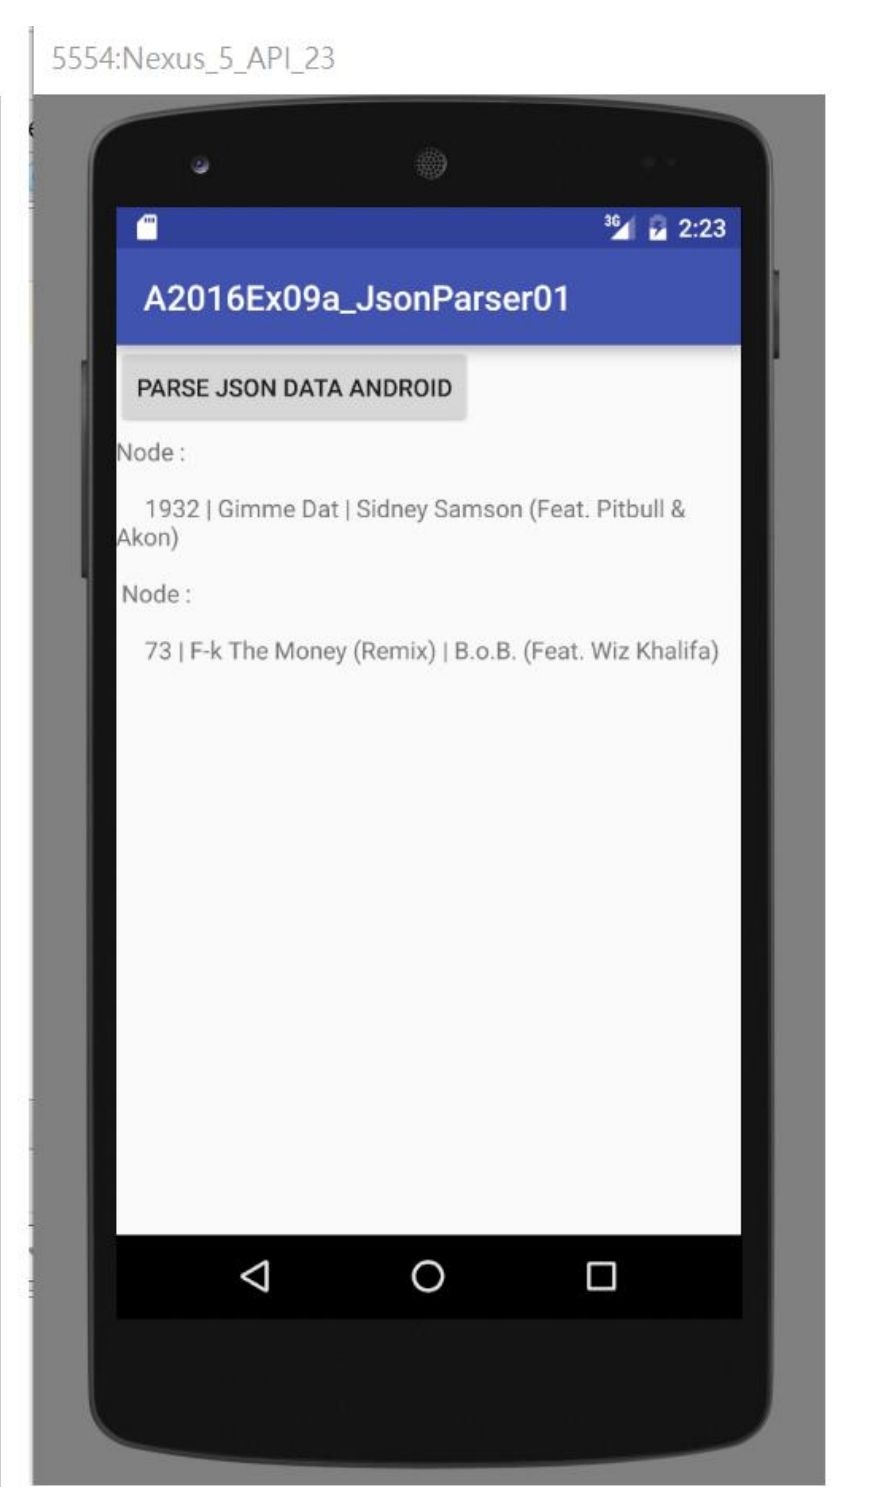 5554:Nexus_5_API_23
3G 2:23
A2016Ex09a_JsonParser01
PARSE JSON DATA ANDROID
Node :
1932 | Gimme Dat | Sidney Samson (Feat. Pitbull &
Akon)
Node :
73 | F-k The Money (Remix) | B.o.B. (Feat. Wiz Khalifa)